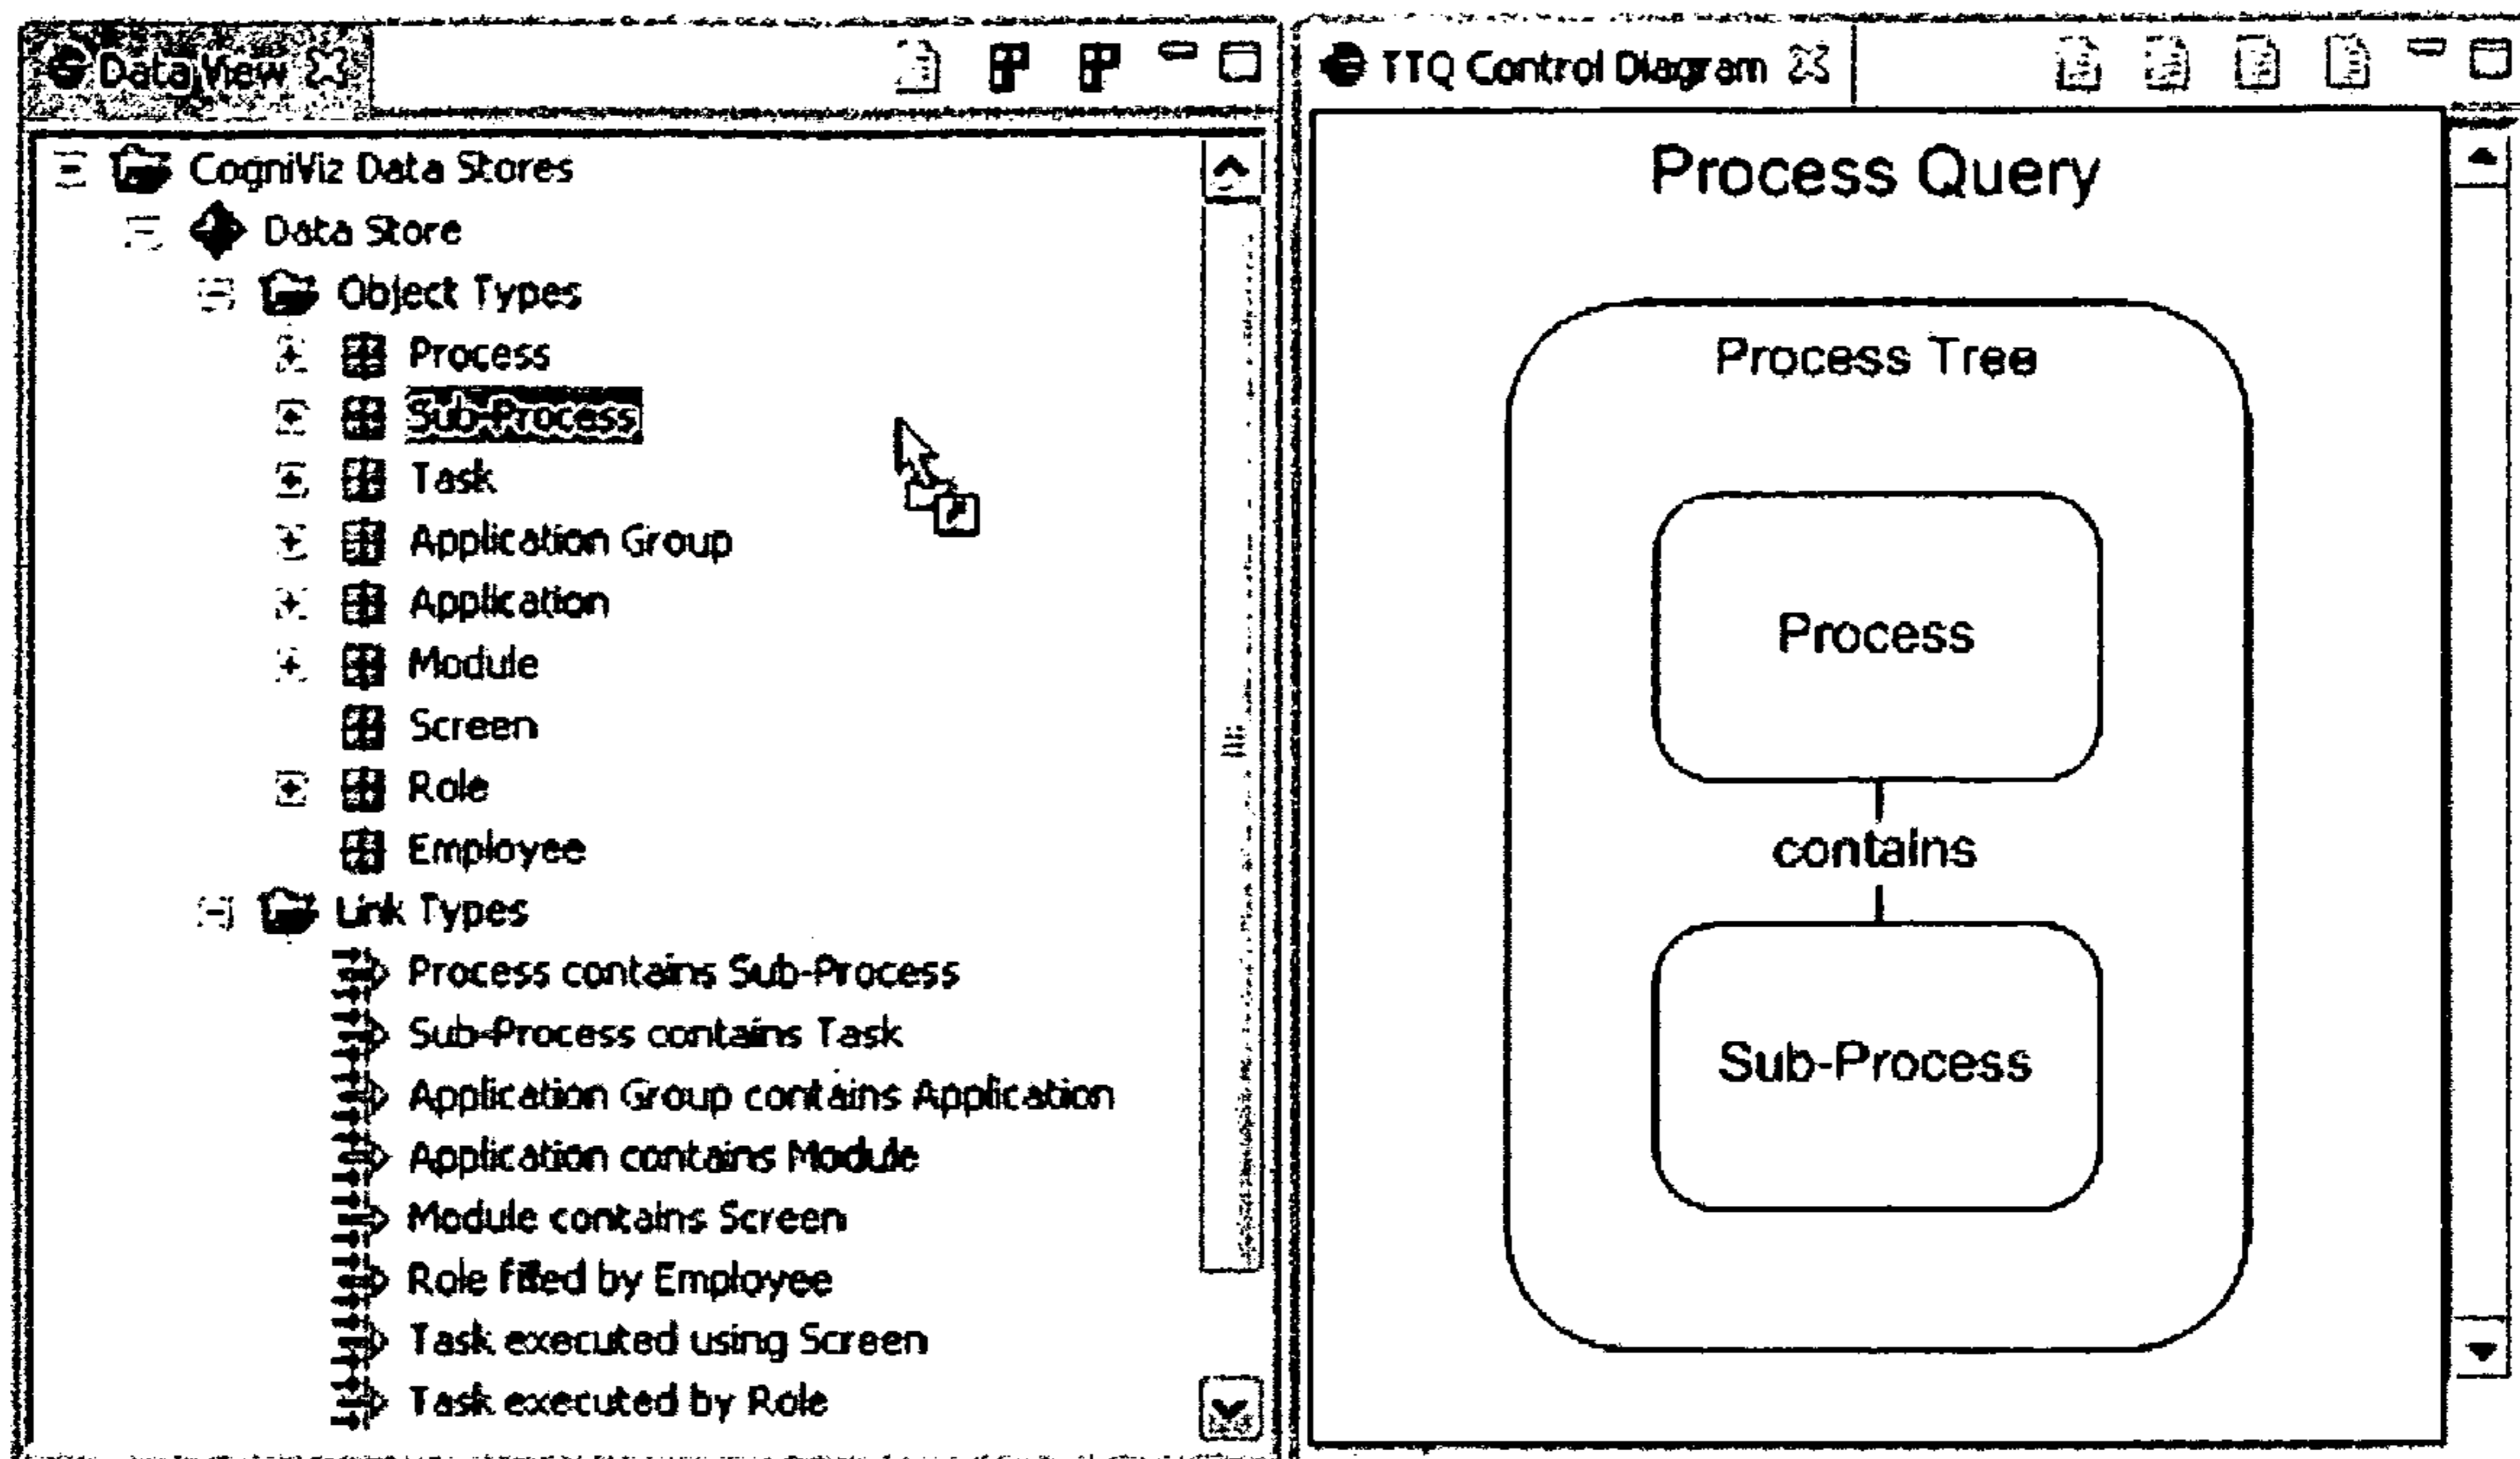 Data View
CogniViz Data Stores
Data Store
Object Types
Process
Sub-Process
Task
Application Group
Application
Module
Screen
Role
Employee
Link Types
Process contains Sub-Process
Sub-Process contains Task
Application Group contains Application
Application contains Module
Module contains Screen
Role filled by Employee
Task executed using Screen
Task executed by Role
TTQ Control Diagram
Process Query
Process Tree
Process
contains
Sub-Process